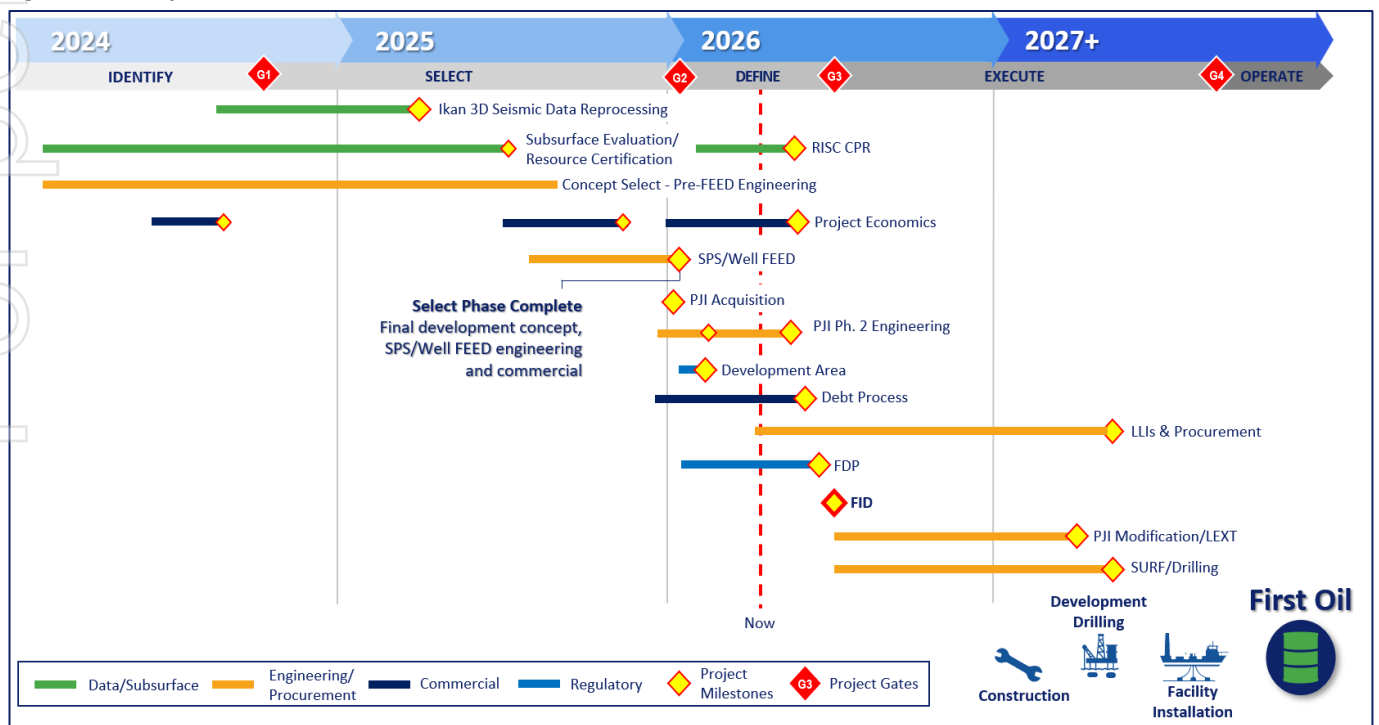 2024
2025
2026
2027+
IDENTIFY
G1
SELECT
G2
DEFINE
G3
EXECUTE
G4
OPERATE
Ikan 3D Seismic Data Reprocessing
Subsurface Evaluation/
Resource Certification
RISC CPR
Concept Select - Pre-FEED Engineering
Project Economics
SPS/Well FEED
Select Phase Complete
Final development concept,
SPS/Well FEED engineering
and commercial
PJI Acquisition
PJI Ph. 2 Engineering
Development Area
Debt Process
LLIs & Procurement
FDP
FID
PJI Modification/LEXT
SURF/Drilling
Now
Development
Drilling
First Oil
Construction
Facility
Installation
Data/Subsurface
Engineering/
Procurement
Commercial
Regulatory
Project
Milestones
G3
Project Gates